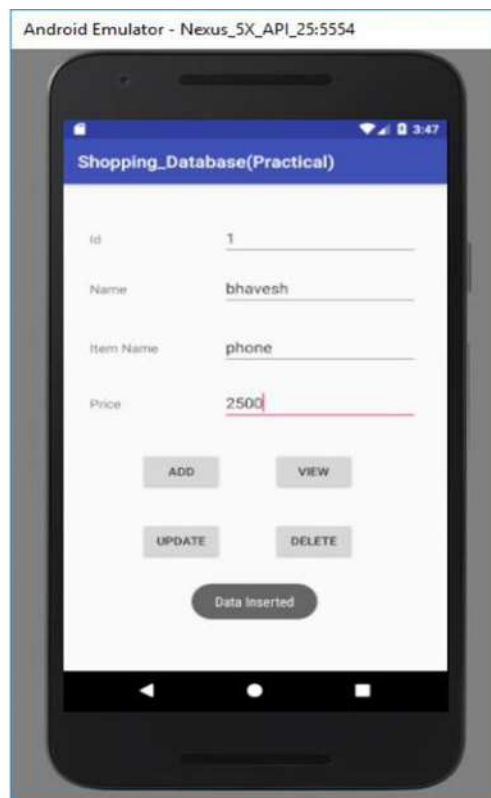 Android Emulator - Nexus_5X_API_25:5554
3:47
Shopping_Database(Practical)
Id 1
Name bhavesh
Item Name phone
Price 2500
ADD VIEW
UPDATE DELETE
Data Inserted